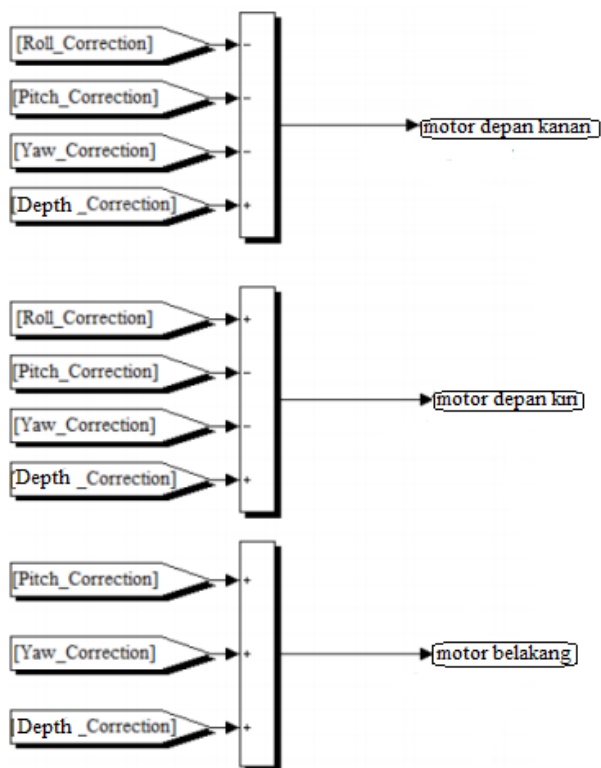 [Roll_Correction]
-
[Pitch_Correction]
-
[Yaw_Correction]
-
[Depth _Correction]
+
motor depan kanan
[Roll_Correction]
+
[Pitch_Correction]
-
[Yaw_Correction]
-
[Depth _Correction]
+
motor depan kiri
[Pitch_Correction]
+
[Yaw_Correction]
+
[Depth _Correction]
+
motor belakang